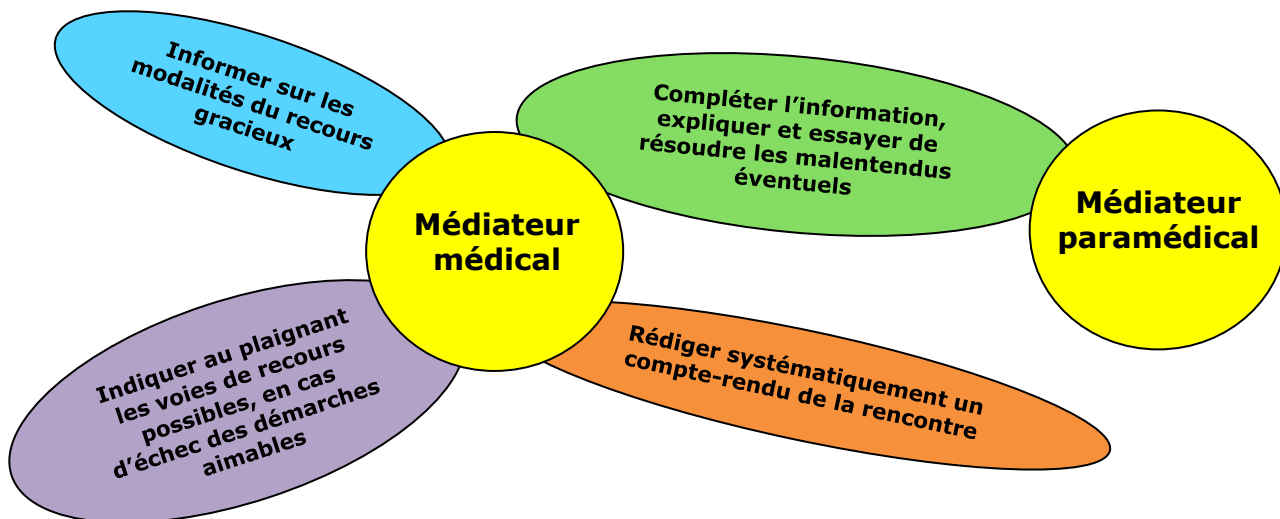 Informer sur les
modalités du recours
gracieux
Compléter l’information,
expliquer et essayer de
résoudre les malentendus
éventuels
Médiateur
médical
Médiateur
paramédical
Indiquer au plaignant
les voies de recours
possibles, en cas
d’échec des démarches
aimables
Rédiger systématiquement un
compte-rendu de la rencontre